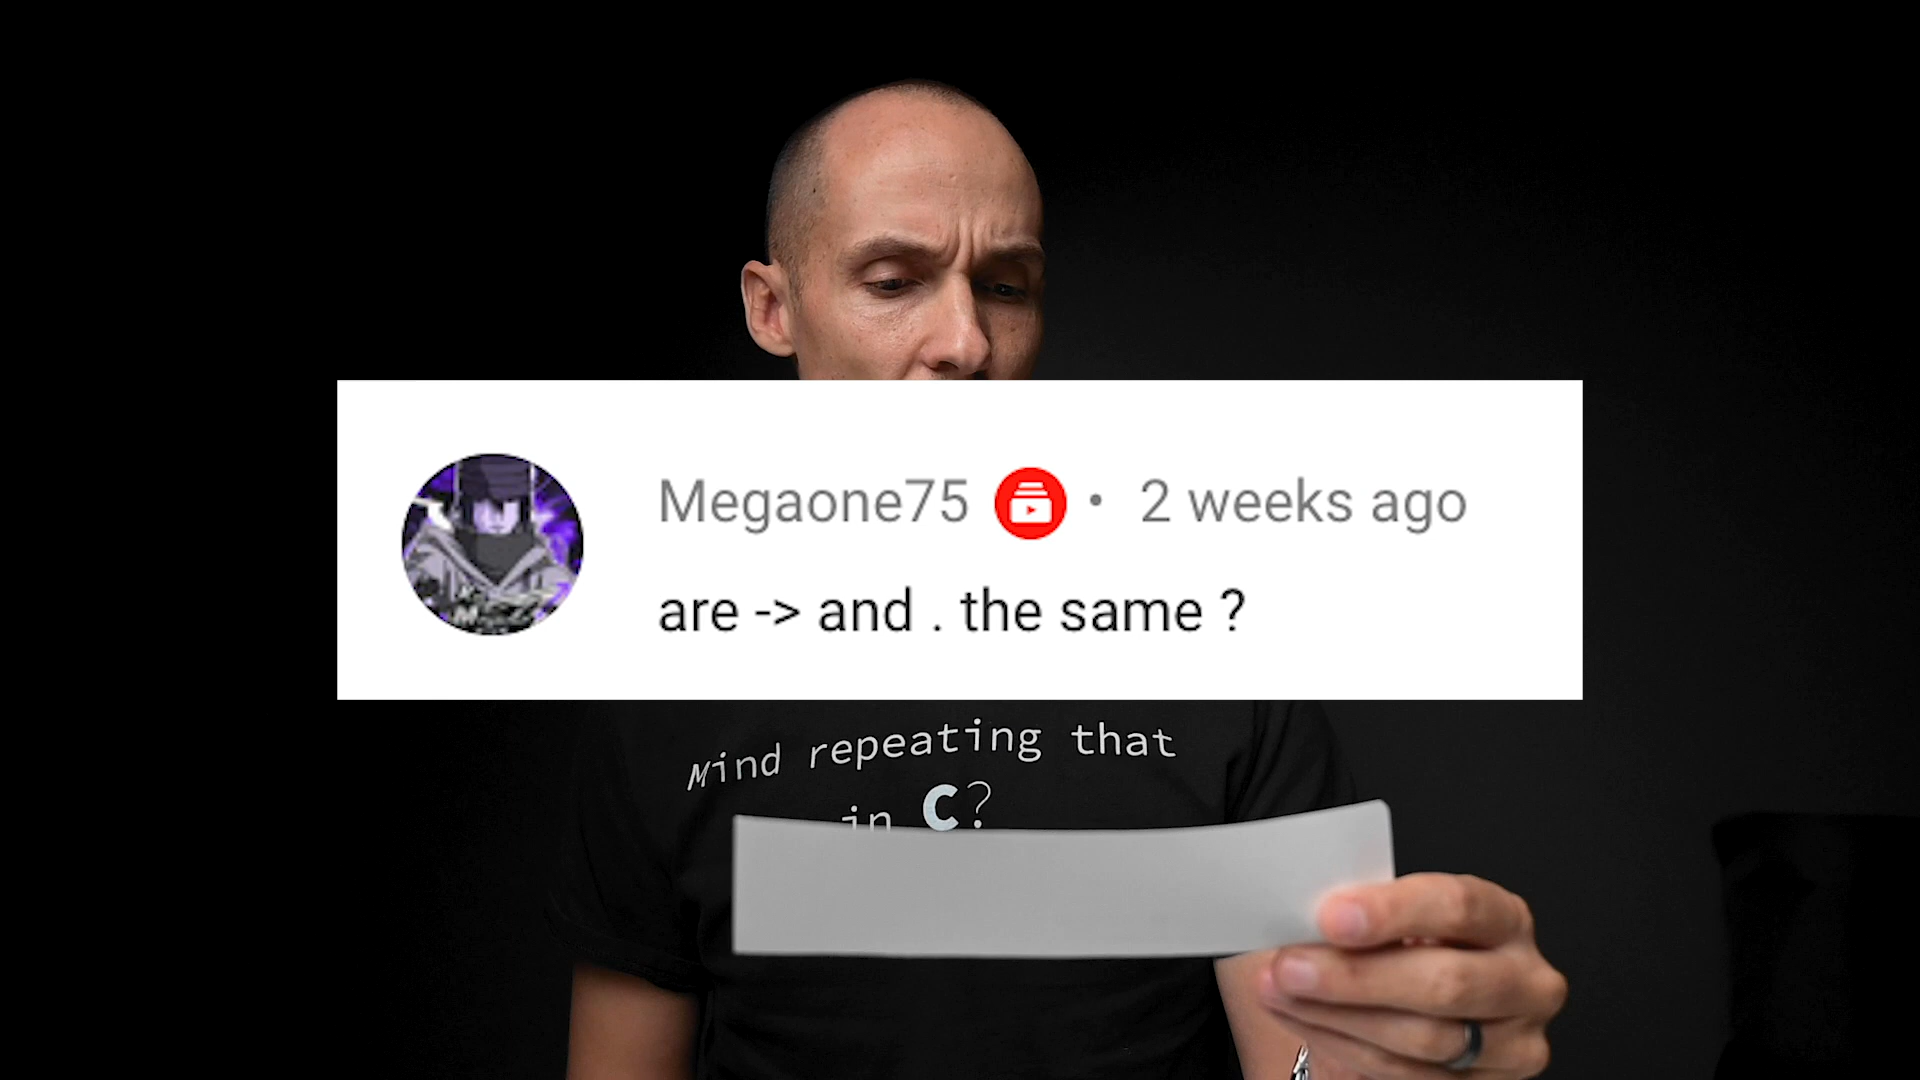 Megaone75 • 2 weeks ago
are -> and . the same ?
Mind repeating that
in C?